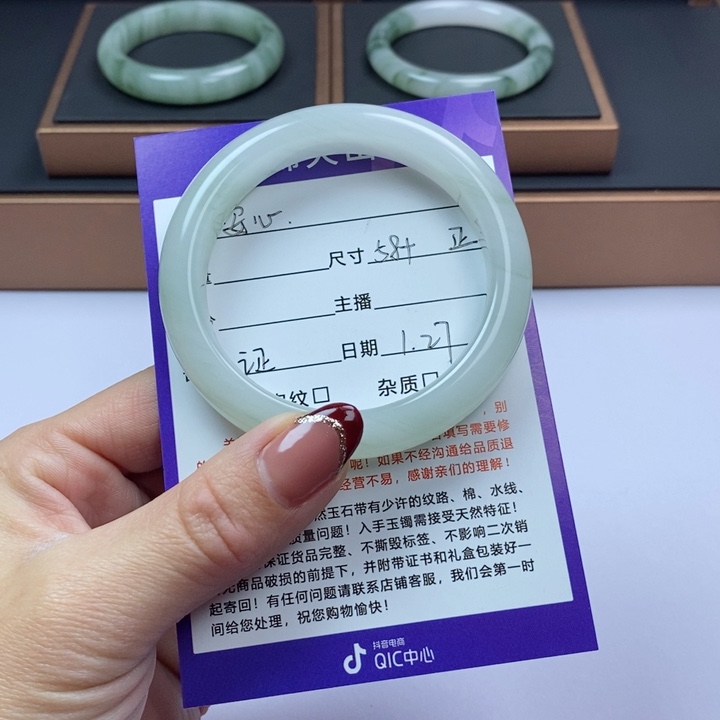 安心.
尺寸 58+ 正
主播
证 日期 1.27
纹□ 杂质□
，别
填写需要修
呢！如果不经沟通给品质退
经营不易，感谢亲们的理解！
然玉石带有少许的纹路、棉、水线、
质量问题！入手玉镯需接受天然特征！
保证货品完整、不撕毁标签、不影响二次销
无商品破损的前提下，并附带证书和礼盒包装好一
起寄回！有任何问题请联系店铺客服，我们会第一时
间给您处理，祝您购物愉快！
抖音电商
QIC中心